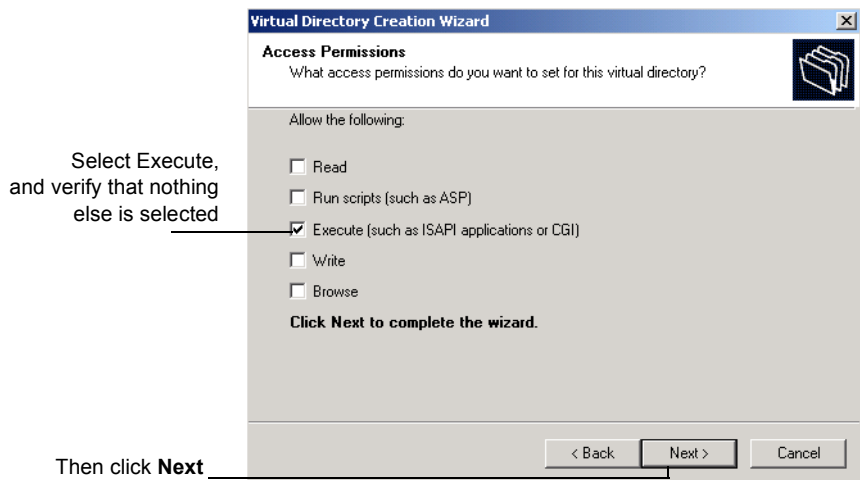 Virtual Directory Creation Wizard
Access Permissions
What access permissions do you want to set for this virtual directory?
Allow the following:
Select Execute,
and verify that nothing
else is selected
Read
Run scripts (such as ASP)
Execute (such as ISAPI applications or CGI)
Write
Browse
Click Next to complete the wizard.
< Back
Next >
Cancel
Then click Next